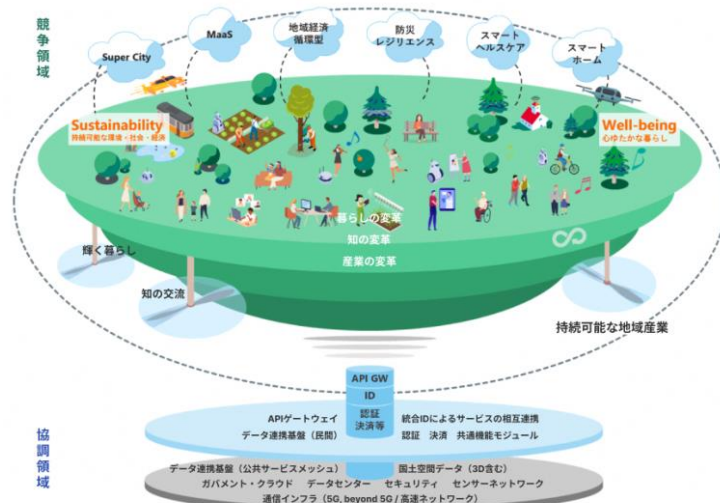 競争領域
Super City
MaaS
地域経済
循環型
防災
レジリエンス
スマート
ヘルスケア
スマート
ホーム
Sustainability
持続可能な環境・社会・経済
Well-being
心ゆたかな暮らし
暮らしの変革
知の変革
産業の変革
輝く暮らし
知の交流
持続可能な地域産業
API GW
ID
認証
決済等
APIゲートウェイ
統合IDによるサービスの相互連携
データ連携基盤（民間）
認証 決済 共通機能モジュール
協調領域
データ連携基盤（公共サービスメッシュ）
国土空間データ（3D含む）
ガバメント・クラウド データセンター セキュリティ センサーネットワーク
通信インフラ（5G, beyond 5G / 高速ネットワーク）